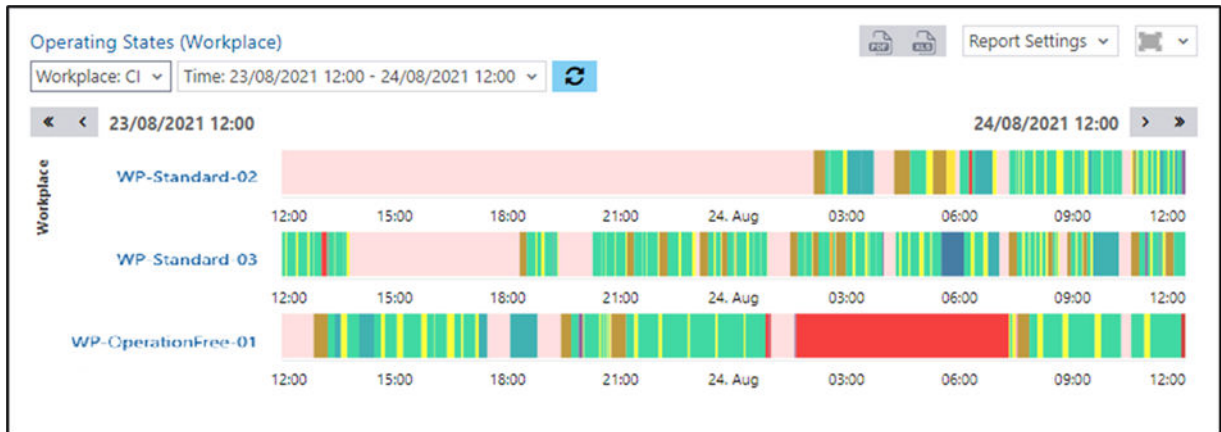 Operating States (Workplace)
PDF XLS Report Settings
Workplace: CI Time: 23/08/2021 12:00 - 24/08/2021 12:00
23/08/2021 12:00 24/08/2021 12:00
Workplace
WP-Standard-02
12:00 15:00 18:00 21:00 24. Aug 03:00 06:00 09:00 12:00
WP-Standard-03
12:00 15:00 18:00 21:00 24. Aug 03:00 06:00 09:00 12:00
WP-OperationFree-01
12:00 15:00 18:00 21:00 24. Aug 03:00 06:00 09:00 12:00